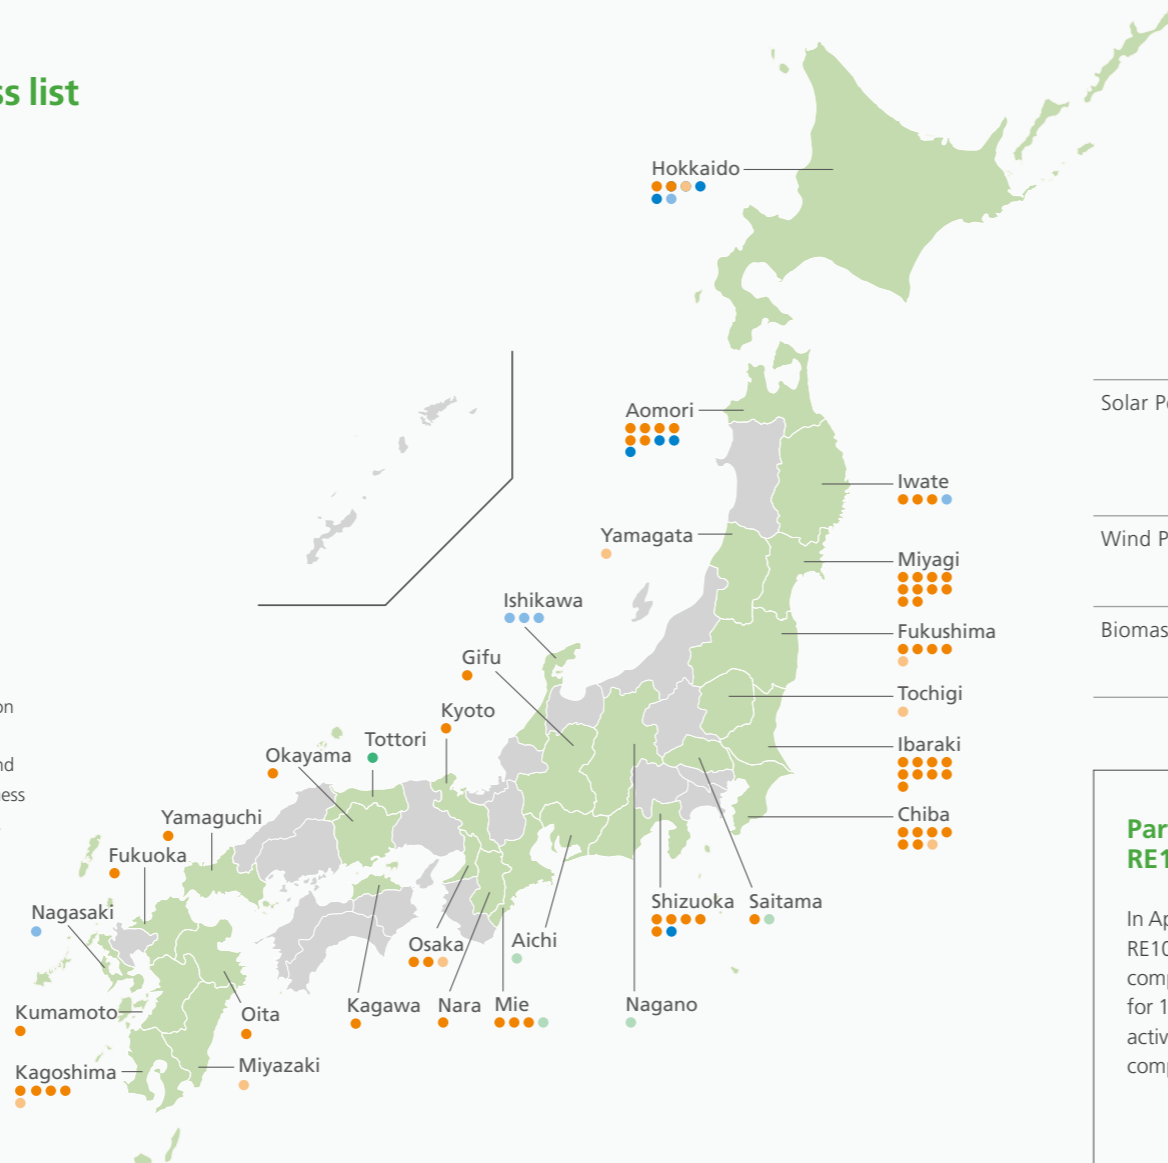 ss list
Hokkaido
Aomori
Iwate
Yamagata
Miyagi
Ishikawa
Fukushima
Gifu
Tochigi
Kyoto
Tottori
Ibaraki
Okayama
Yamaguchi
Chiba
Fukuoka
Nagasaki
Shizuoka
Saitama
Osaka
Aichi
Kumamoto
Oita
Kagawa
Nara
Mie
Nagano
Kagoshima
Miyazaki
on
nd
ess
Solar P
Wind P
Biomas
Par
RE1
In Ap
RE10
comp
for 1
activ
comp